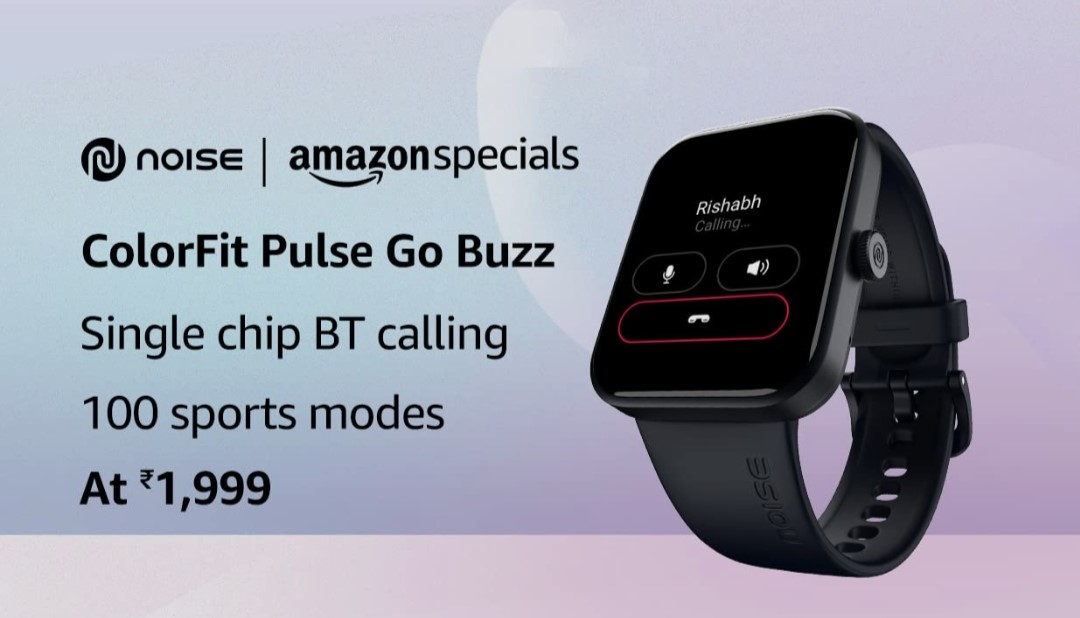 noise | amazonspecials
ColorFit Pulse Go Buzz
Single chip BT calling
100 sports modes
At ₹1,999
Rishabh
Calling...
noise